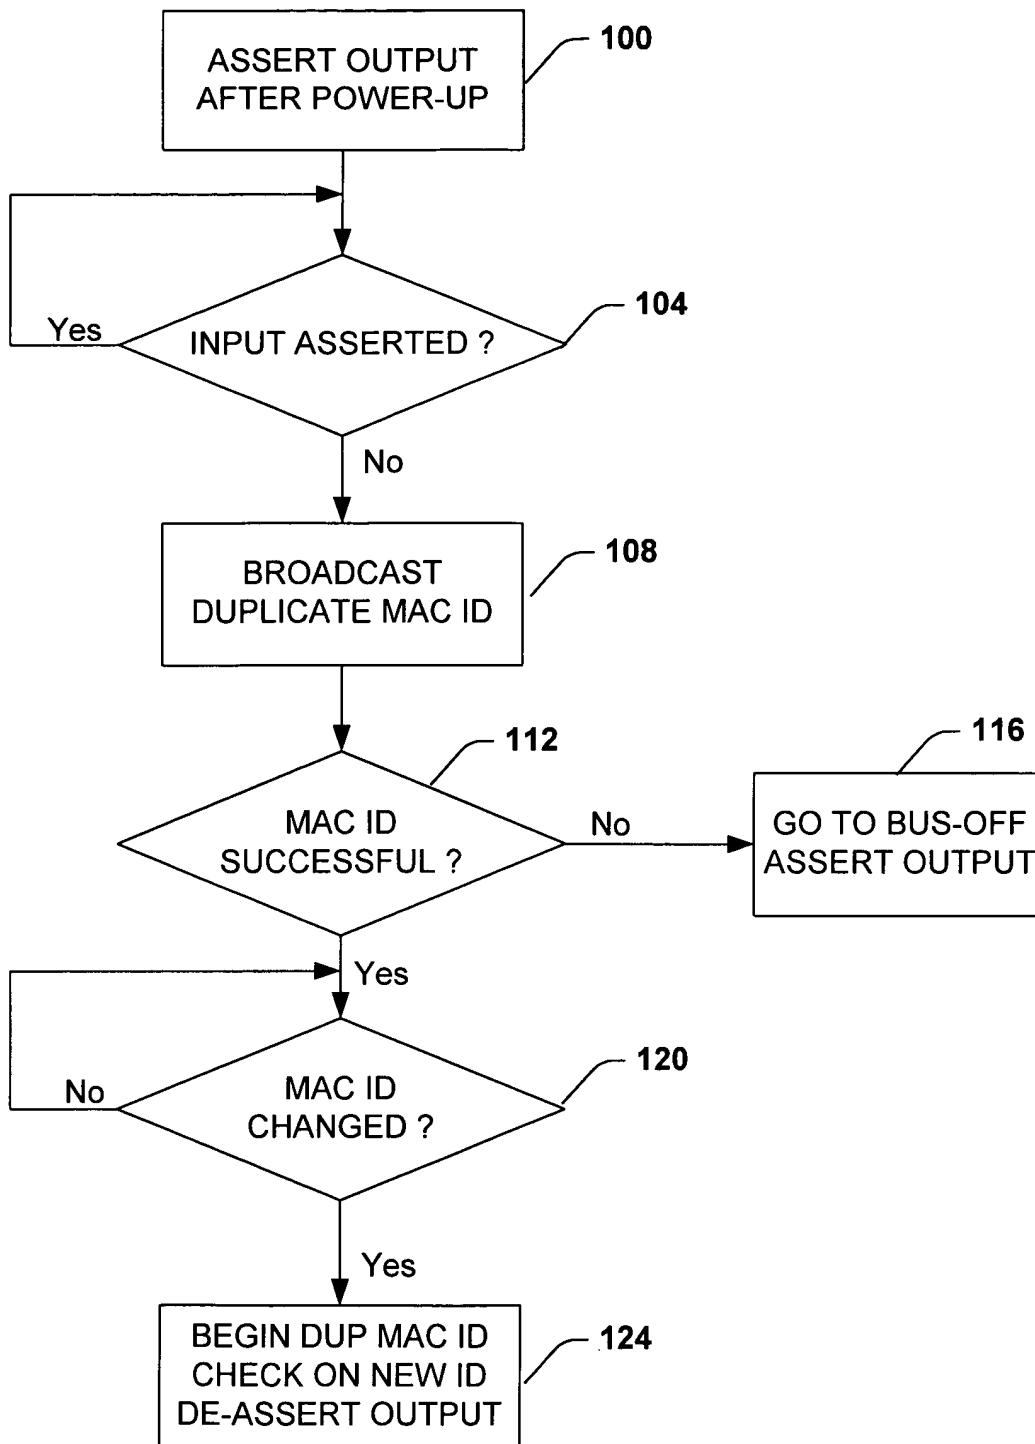 ASSERT OUTPUT
AFTER POWER-UP
100
INPUT ASSERTED ?
104
Yes
No
BROADCAST
DUPLICATE MAC ID
108
MAC ID
SUCCESSFUL ?
112
No
GO TO BUS-OFF
ASSERT OUTPUT
116
Yes
MAC ID
CHANGED ?
120
No
Yes
BEGIN DUP MAC ID
CHECK ON NEW ID
DE-ASSERT OUTPUT
124